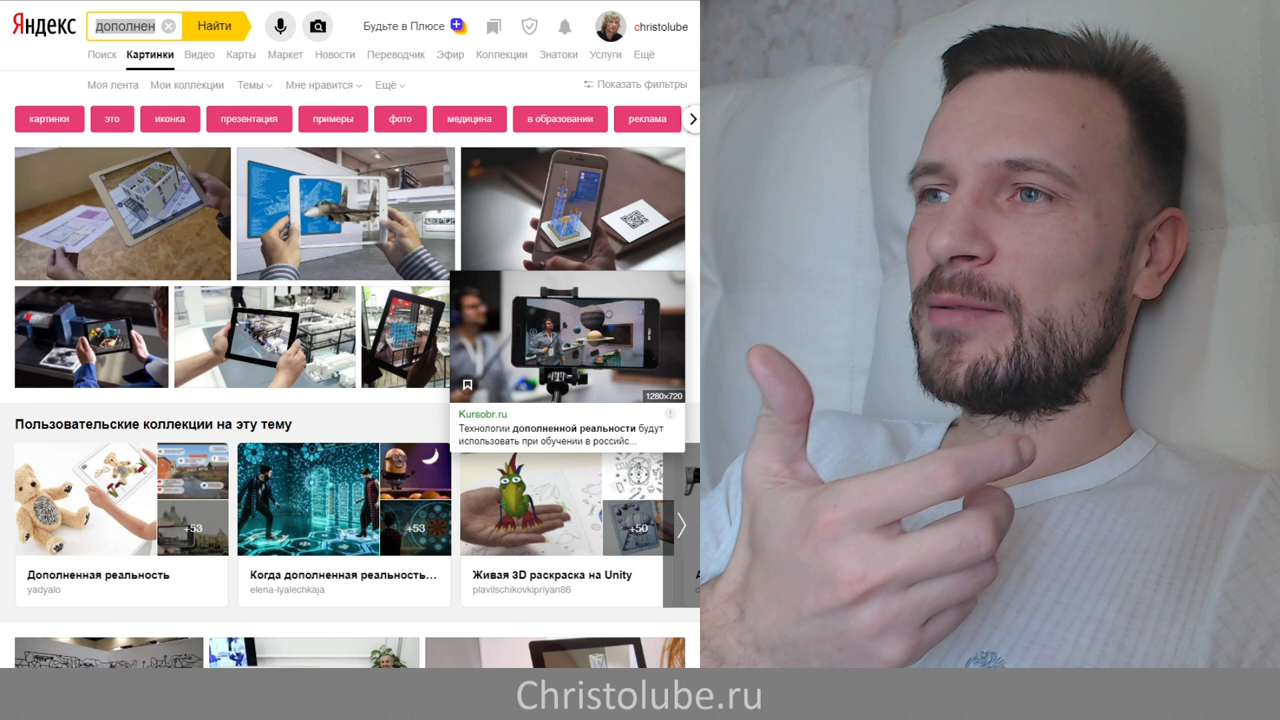 Яндекс дополнен Найти Будьте в Плюсе christolube
Поиск Картинки Видео Карты Маркет Новости Переводчик Эфир Коллекции Знатоки Услуги Ещё
Моя лента Мои коллекции Темы Мне нравится Ещё Показать фильтры
картинки это иконка презентация примеры фото медицина в образовании реклама
1280x720
Kursobr.ru
Технологии дополненной реальности будут
использовать при обучении в российс...
Пользовательские коллекции на эту тему
+53 +53 +50
Дополненная реальность Когда дополненная реальность... Живая 3D раскраска на Unity
yadyalo elena-lyalechkaja plavilschikovkipriyan86
Christolube.ru